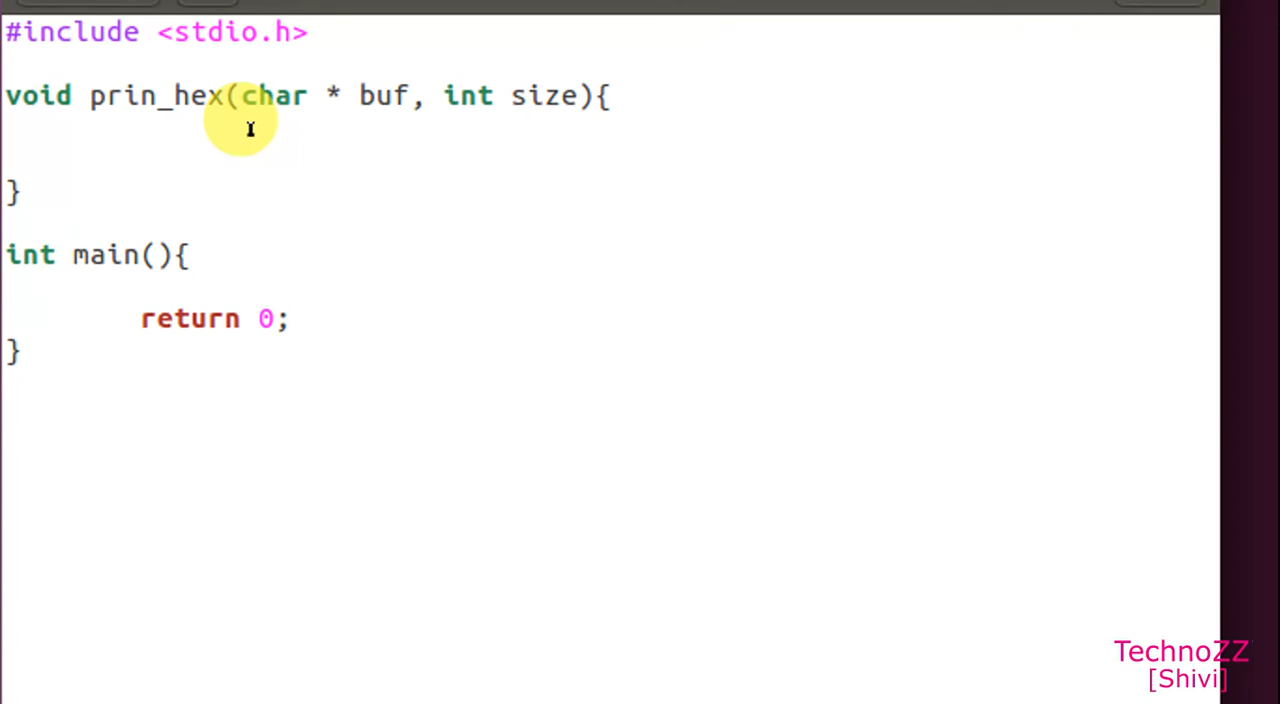 #include <stdio.h>
void prin_hex(char * buf, int size){
}
int main(){
return 0;
}
TechnoZZ
[Shivi]